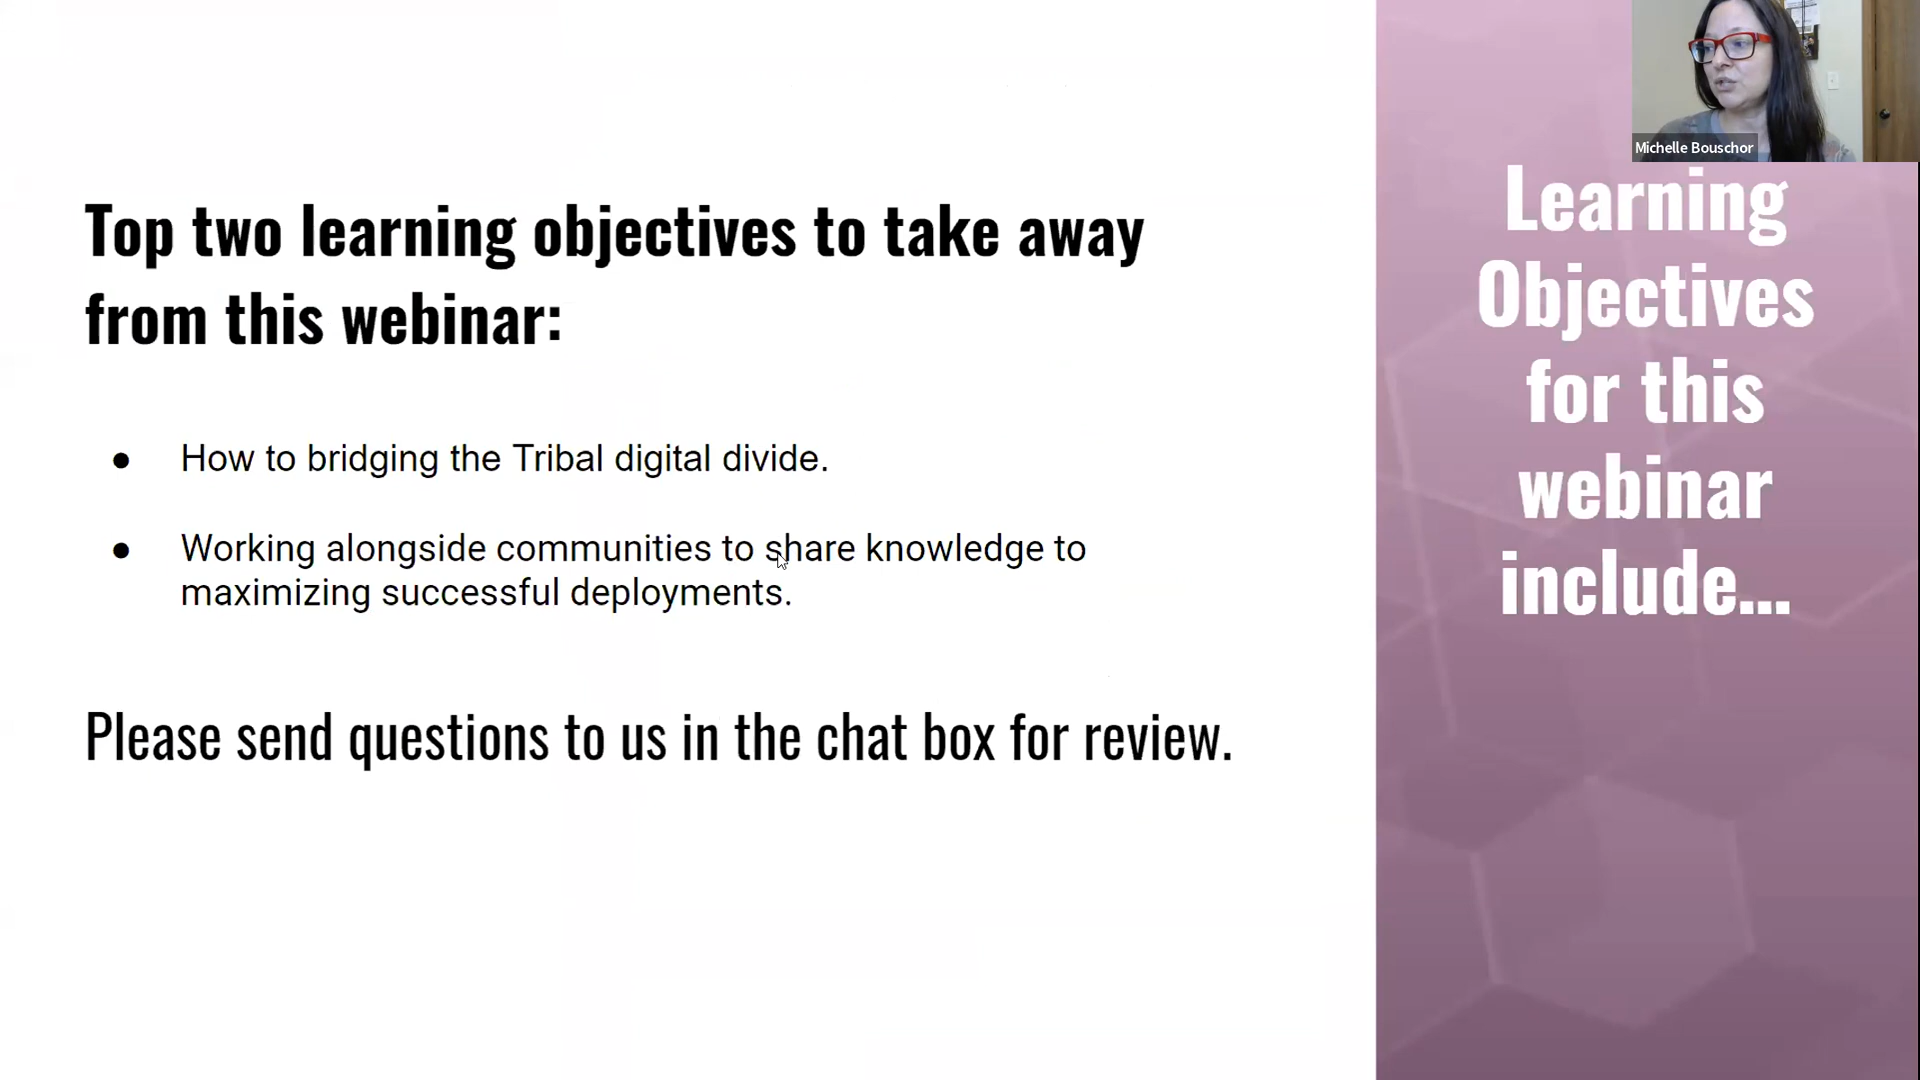 Top two learning objectives to take away
from this webinar:
● How to bridging the Tribal digital divide.
● Working alongside communities to share knowledge to
maximizing successful deployments.
Please send questions to us in the chat box for review.
Michelle Bouschor
Learning
Objectives
for this
webinar
include...